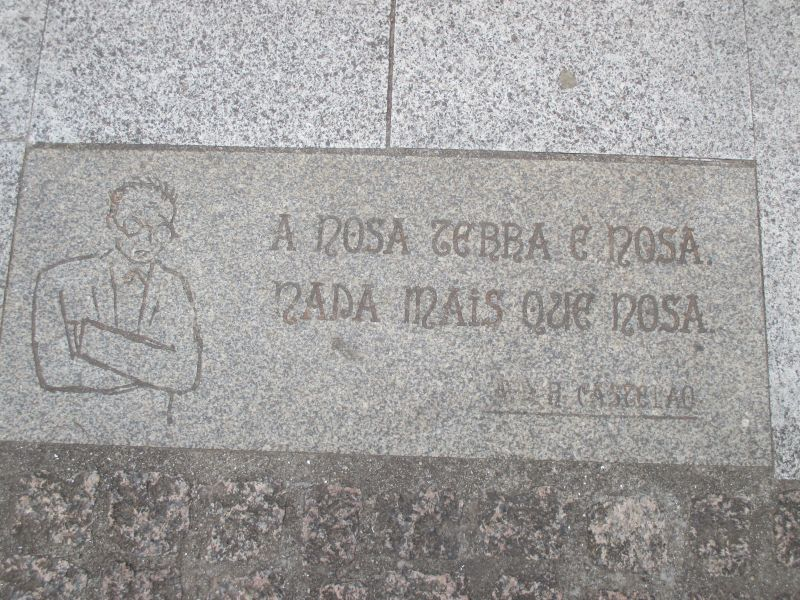 A NOSA TERRA É NOSA.
NADA MAIS QUE NOSA.
A CASTELAO